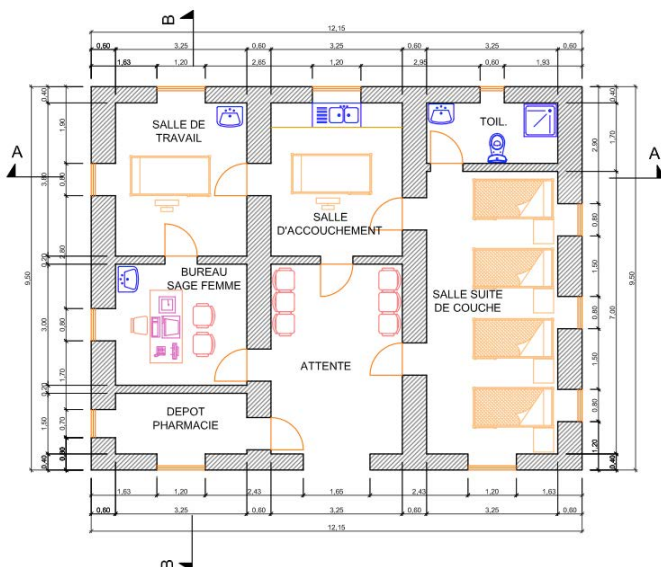 B
12,15
0,60 3,25 0,60 3,25 0,60 3,25 0,60
1,63 1,20 2,65 1,20 2,95 0,60 1,93
A
A
0,40
1,90
3,80
0,80
2,60
0,20
9,50
3,00
0,80
1,70
0,20
1,50
0,70
0,40
SALLE DE
TRAVAIL
SALLE
D'ACCOUCHEMENT
TOIL.
BUREAU
SAGE FEMME
SALLE SUITE
DE COUCHE
ATTENTE
DEPOT
PHARMACIE
0,40
1,70
2,90
0,80
1,50
0,80
7,00
9,50
1,50
0,80
1,20
0,40
1,63 1,20 2,43 1,65 2,43 1,20 1,63
0,60 3,25 0,60 3,25 0,60 3,25 0,60
12,15
B